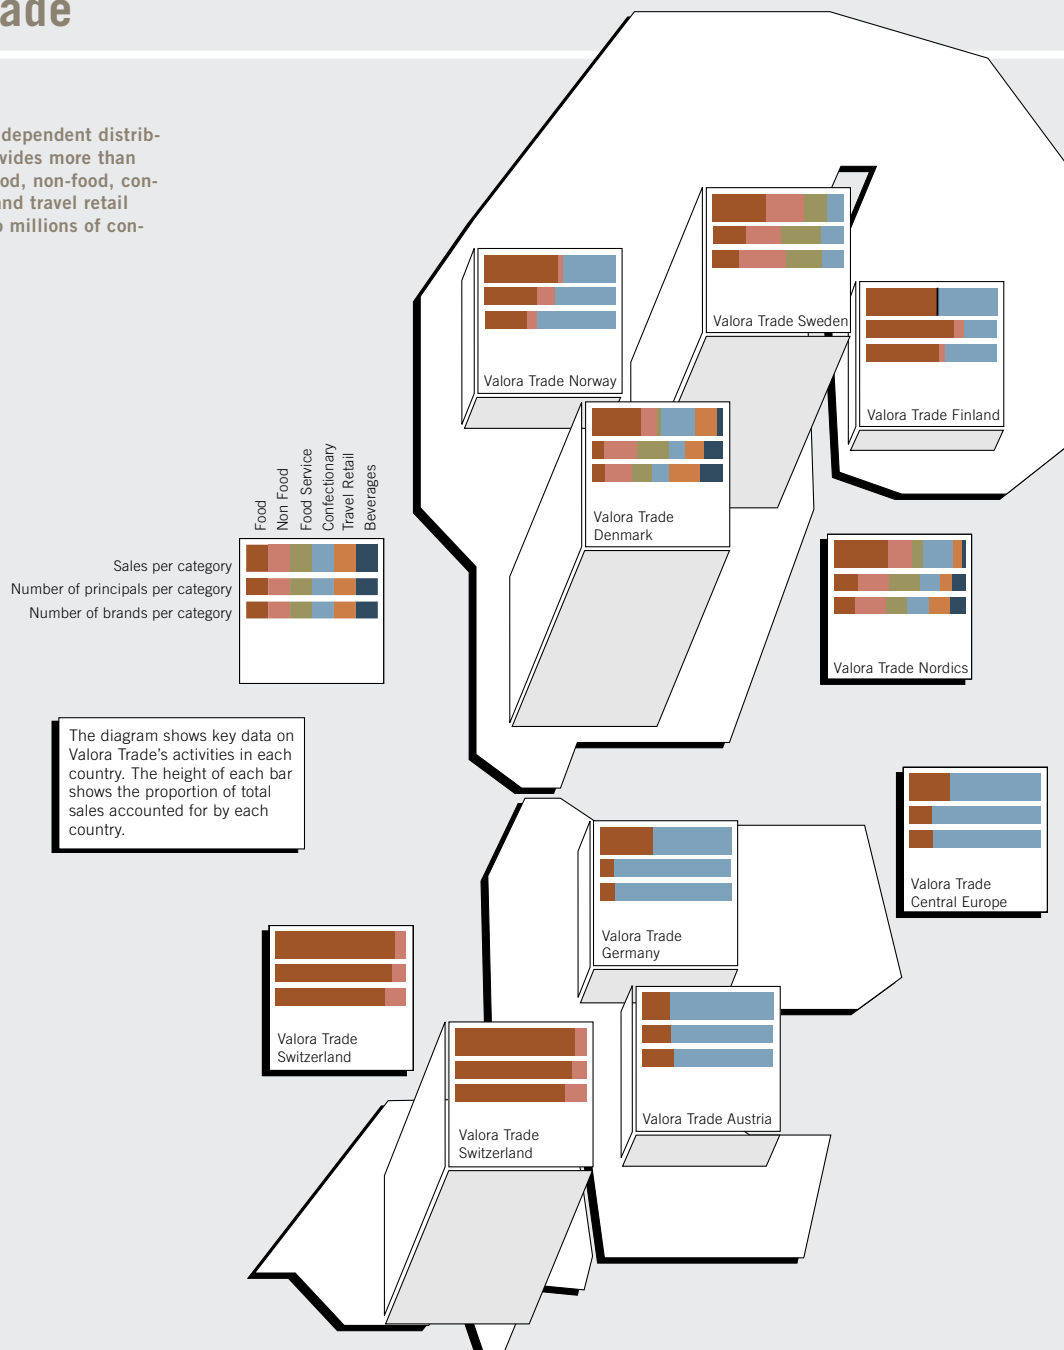 ade
dependent distrib-
vides more than
od, non-food, con-
and travel retail
o millions of con-
Valora Trade Sweden
Valora Trade Norway
Valora Trade Finland
Valora Trade
Denmark
Food
Non Food
Food Service
Confectionary
Travel Retail
Beverages
Sales per category
Number of principals per category
Number of brands per category
Valora Trade Nordics
The diagram shows key data on
Valora Trade's activities in each
country. The height of each bar
shows the proportion of total
sales accounted for by each
country.
Valora Trade
Central Europe
Valora Trade
Germany
Valora Trade
Switzerland
Valora Trade Austria
Valora Trade
Switzerland